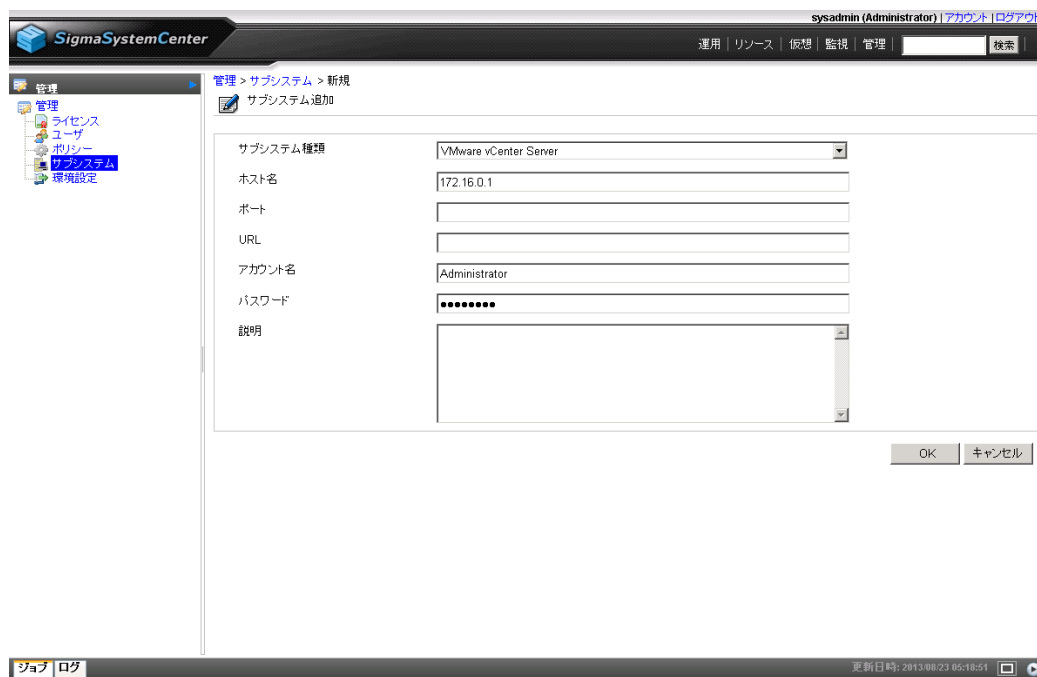 sysadmin (Administrator) | アカウント | ログアウト
SigmaSystemCenter
運用 | リソース | 仮想 | 監視 | 管理 | 検索 |
管理
管理
ライセンス
ユーザ
ポリシー
サブシステム
環境設定
管理 > サブシステム > 新規
サブシステム追加
サブシステム種類 VMware vCenter Server
ホスト名 172.16.0.1
ポート
URL
アカウント名 Administrator
パスワード ●●●●●●●●
説明
OK キャンセル
ジョブ ログ 更新日時: 2013/08/23 05:18:51